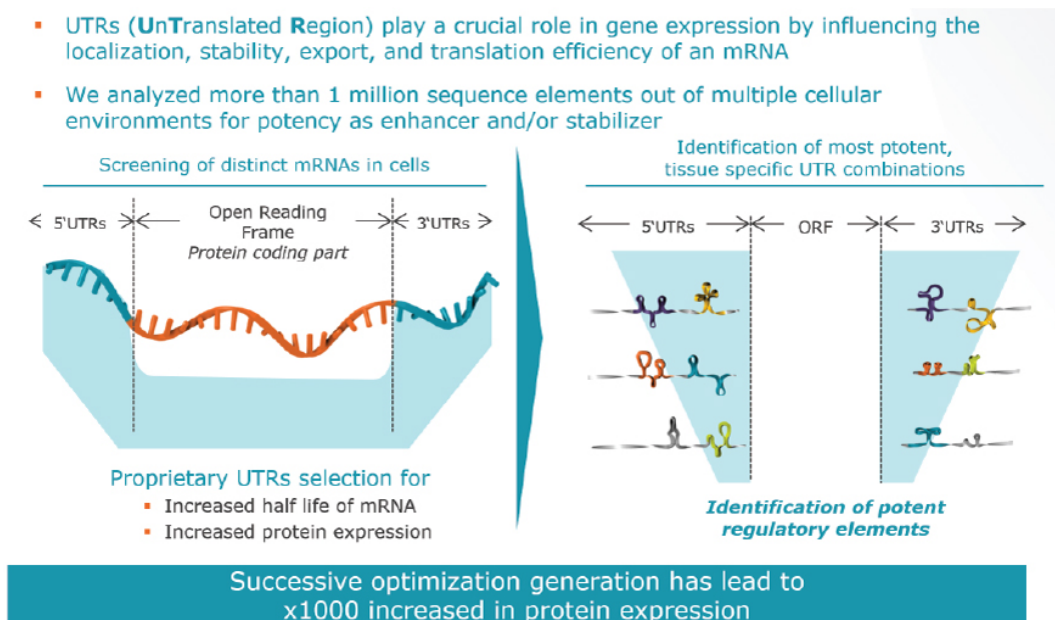 ▪ UTRs (UnTranslated Region) play a crucial role in gene expression by influencing the
localization, stability, export, and translation efficiency of an mRNA
▪ We analyzed more than 1 million sequence elements out of multiple cellular
environments for potency as enhancer and/or stabilizer
Screening of distinct mRNAs in cells
5'UTRs
Open Reading
Frame
Protein coding part
3'UTRs
Proprietary UTRs selection for
▪ Increased half life of mRNA
▪ Increased protein expression
Identification of most ptotent,
tissue specific UTR combinations
5'UTRs
ORF
3'UTRs
Identification of potent
regulatory elements
Successive optimization generation has lead to
x1000 increased in protein expression